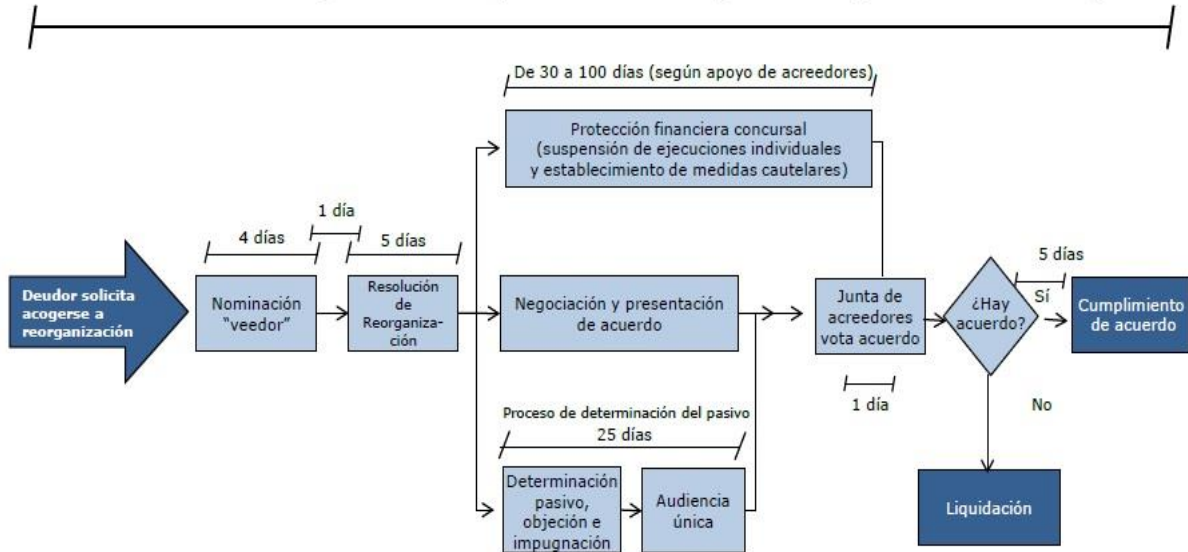 De 30 a 100 días (según apoyo de acreedores)
Protección financiera concursal
(suspensión de ejecuciones individuales
y establecimiento de medidas cautelares)
1 día
4 días
5 días
Deudor solicita
acogerse a
reorganización
Nominación
"veedor"
Resolución
de
Reorganiza-
ción
Negociación y presentación
de acuerdo
Proceso de determinación del pasivo
25 días
Determinación
pasivo,
objeción e
impugnación
Audiencia
única
Junta de
acreedores
vota acuerdo
1 día
¿Hay
acuerdo?
5 días
Sí
Cumplimiento
de acuerdo
No
Liquidación